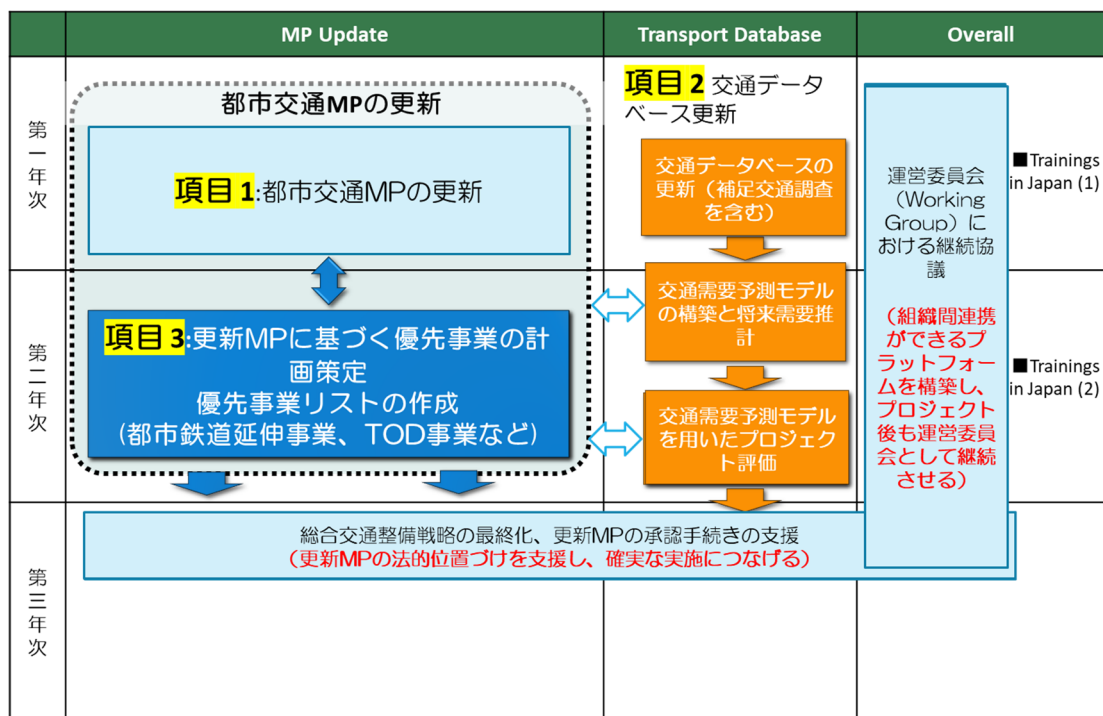 MP Update
Transport Database
Overall
第一年次
都市交通MPの更新
項目 1:都市交通MPの更新
項目 2 交通データ
ベース更新
交通データベースの
更新（補足交通調査
を含む）
運営委員会
（Working
Group）に
おける継続協
議
（組織間連携
ができるプ
ラットフォー
ムを構築し、
プロジェクト
後も運営委員
会として継続
させる）
■Trainings
in Japan (1)
第二年次
項目 3:更新MPに基づく優先事業の計
画策定
優先事業リストの作成
(都市鉄道延伸事業、TOD事業など)
交通需要予測モデル
の構築と将来需要推
計
交通需要予測モデル
を用いたプロジェク
ト評価
■Trainings
in Japan (2)
第三年次
総合交通整備戦略の最終化、更新MPの承認手続きの支援
（更新MPの法的位置づけを支援し、確実な実施につなげる）